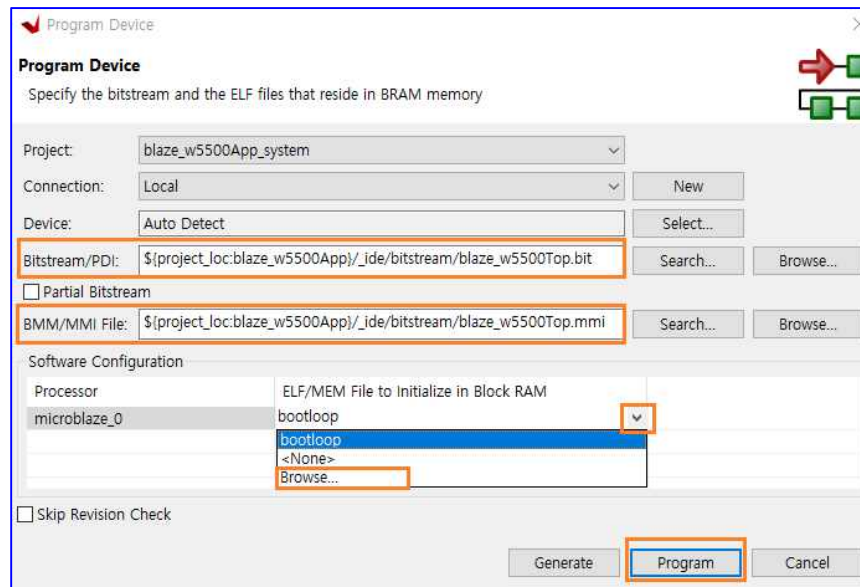 Program Device
Program Device
Specify the bitstream and the ELF files that reside in BRAM memory
Project: blaze_w5500App_system
Connection: Local New
Device: Auto Detect Select...
Bitstream/PDI: ${project_loc:blaze_w5500App}/_ide/bitstream/blaze_w5500Top.bit Search... Browse...
Partial Bitstream
BMM/MMI File: ${project_loc:blaze_w5500App}/_ide/bitstream/blaze_w5500Top.mmi Search... Browse...
Software Configuration
Processor ELF/MEM File to Initialize in Block RAM
microblaze_0 bootloop
bootloop
<None>
Browse...
Skip Revision Check
Generate Program Cancel